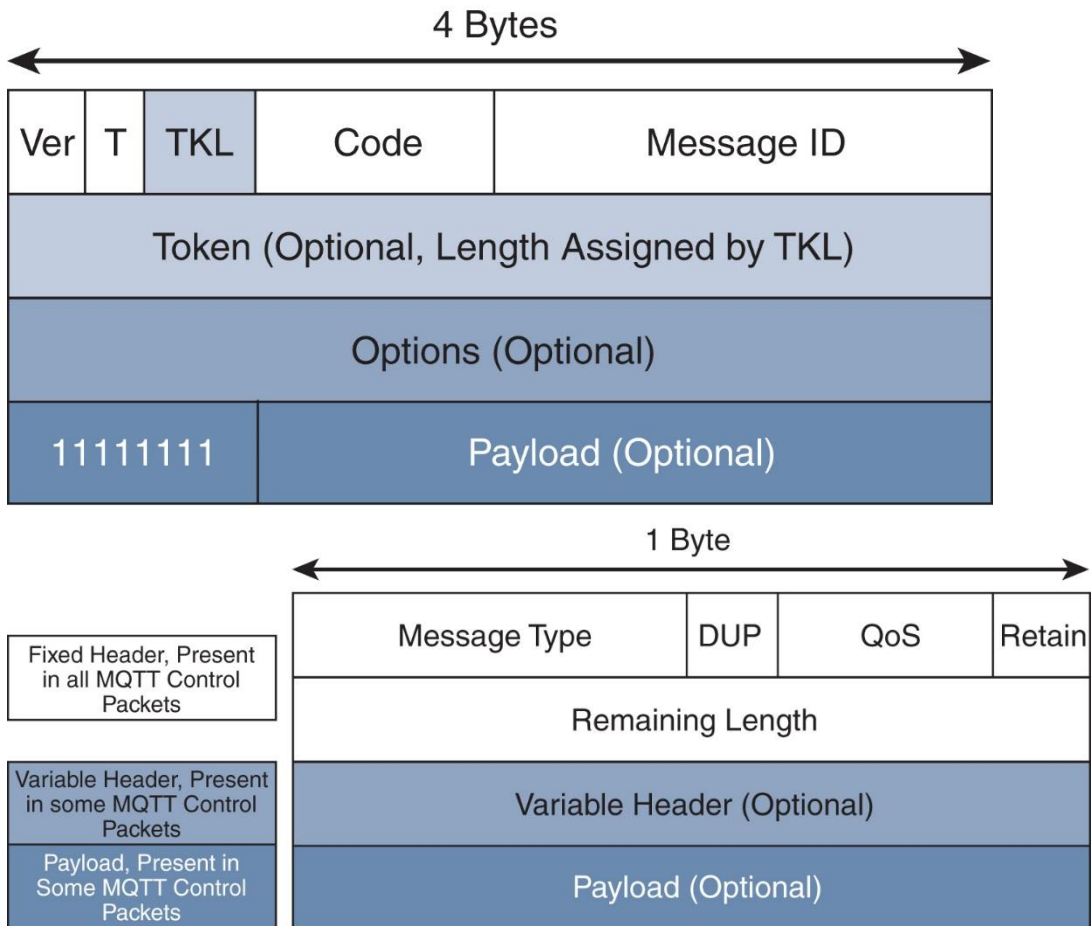 4 Bytes
Ver T TKL Code Message ID
Token (Optional, Length Assigned by TKL)
Options (Optional)
11111111 Payload (Optional)
1 Byte
Message Type DUP QoS Retain
Fixed Header, Present
in all MQTT Control
Packets
Remaining Length
Variable Header, Present
in some MQTT Control
Packets
Variable Header (Optional)
Payload, Present in
Some MQTT Control
Packets
Payload (Optional)